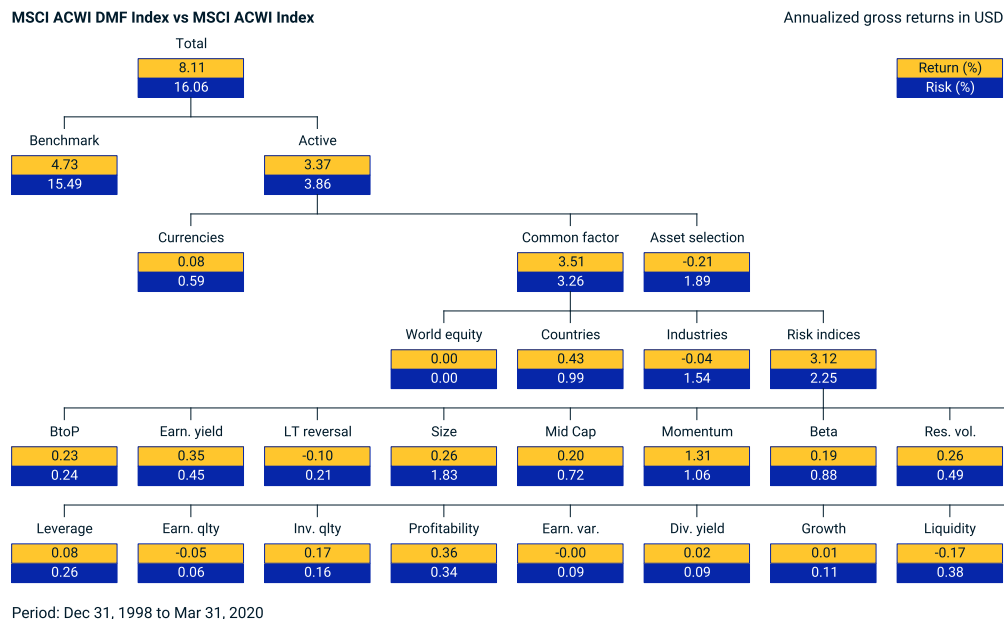 MSCI ACWI DMF Index vs MSCI ACWI Index
Annualized gross returns in USD
Total
8.11
16.06
Return (%)
Risk (%)
Benchmark
4.73
15.49
Active
3.37
3.86
Currencies
0.08
0.59
Common factor
3.51
3.26
Asset selection
-0.21
1.89
World equity
0.00
0.00
Countries
0.43
0.99
Industries
-0.04
1.54
Risk indices
3.12
2.25
BtoP
0.23
0.24
Earn. yield
0.35
0.45
LT reversal
-0.10
0.21
Size
0.26
1.83
Mid Cap
0.20
0.72
Momentum
1.31
1.06
Beta
0.19
0.88
Res. vol.
0.26
0.49
Leverage
0.08
0.26
Earn. qlty
-0.05
0.06
Inv. qlty
0.17
0.16
Profitability
0.36
0.34
Earn. var.
-0.00
0.09
Div. yield
0.02
0.09
Growth
0.01
0.11
Liquidity
-0.17
0.38
Period: Dec 31, 1998 to Mar 31, 2020